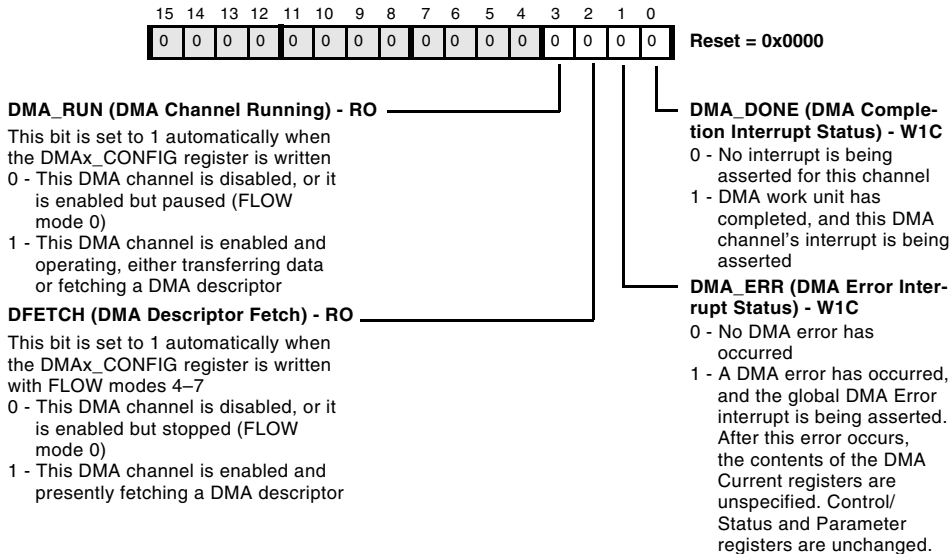 15 14 13 12 11 10 9 8 7 6 5 4 3 2 1 0
0 0 0 0 0 0 0 0 0 0 0 0 0 0 0 0 Reset = 0x0000
DMA_RUN (DMA Channel Running) - RO
This bit is set to 1 automatically when
the DMAx_CONFIG register is written
0 - This DMA channel is disabled, or it
is enabled but paused (FLOW
mode 0)
1 - This DMA channel is enabled and
operating, either transferring data
or fetching a DMA descriptor
DFETCH (DMA Descriptor Fetch) - RO
This bit is set to 1 automatically when
the DMAx_CONFIG register is written
with FLOW modes 4–7
0 - This DMA channel is disabled, or it
is enabled but stopped (FLOW
mode 0)
1 - This DMA channel is enabled and
presently fetching a DMA descriptor
DMA_DONE (DMA Comple-
tion Interrupt Status) - W1C
0 - No interrupt is being
asserted for this channel
1 - DMA work unit has
completed, and this DMA
channel's interrupt is being
asserted
DMA_ERR (DMA Error Inter-
rupt Status) - W1C
0 - No DMA error has
occurred
1 - A DMA error has occurred,
and the global DMA Error
interrupt is being asserted.
After this error occurs,
the contents of the DMA
Current registers are
unspecified. Control/
Status and Parameter
registers are unchanged.